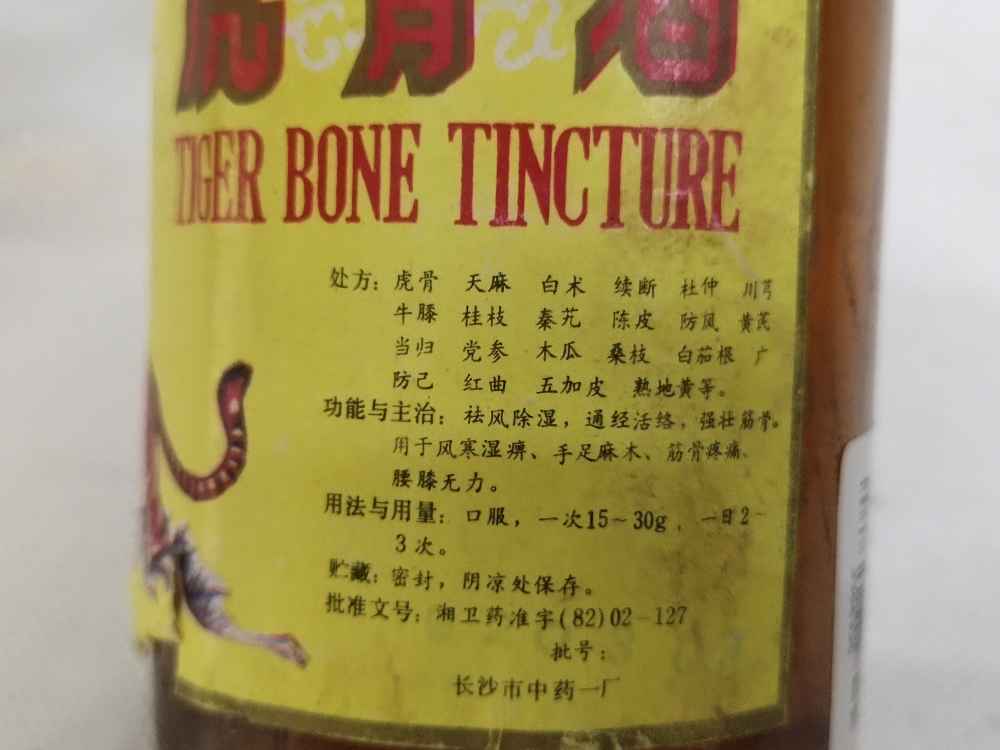 虎骨酒
TIGER BONE TINCTURE
处方：虎骨 天麻 白术 续断 杜仲 川芎
牛膝 桂枝 秦艽 陈皮 防风 黄芪
当归 党参 木瓜 桑枝 白茄根 广
防己 红曲 五加皮 熟地黄等。
功能与主治：祛风除湿，通经活络，强壮筋骨。
用于风寒湿痹、手足麻木、筋骨疼痛、
腰膝无力。
用法与用量：口服，一次15~30g，一日2~
3次。
贮藏：密封，阴凉处保存。
批准文号：湘卫药准字(82)02-127
批号：
长沙市中药一厂